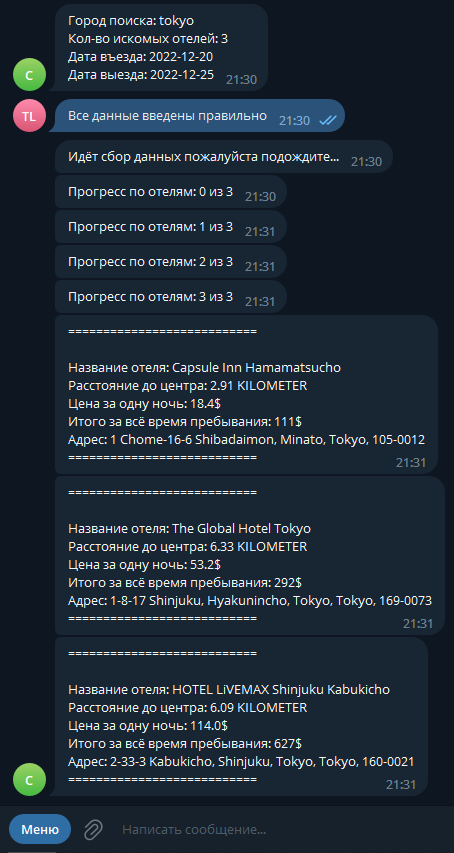 Город поиска: tokyo
Кол-во искомых отелей: 3
Дата въезда: 2022-12-20
Дата выезда: 2022-12-25
21:30
C
TL
Все данные введены правильно 21:30
Идёт сбор данных пожалуйста подождите... 21:30
Прогресс по отелям: 0 из 3 21:30
Прогресс по отелям: 1 из 3 21:31
Прогресс по отелям: 2 из 3 21:31
Прогресс по отелям: 3 из 3 21:31
===========================
Название отеля: Capsule Inn Hamamatsucho
Расстояние до центра: 2.91 KILOMETER
Цена за одну ночь: 18.4$
Итого за всё время пребывания: 111$
Адрес: 1 Chome-16-6 Shibadaimon, Minato, Tokyo, 105-0012
===========================
21:31
===========================
Название отеля: The Global Hotel Tokyo
Расстояние до центра: 6.33 KILOMETER
Цена за одну ночь: 53.2$
Итого за всё время пребывания: 292$
Адрес: 1-8-17 Shinjuku, Hyakunincho, Tokyo, Tokyo, 169-0073
===========================
21:31
===========================
Название отеля: HOTEL LiVEMAX Shinjuku Kabukicho
Расстояние до центра: 6.09 KILOMETER
Цена за одну ночь: 114.0$
Итого за всё время пребывания: 627$
Адрес: 2-33-3 Kabukicho, Shinjuku, Tokyo, Tokyo, 160-0021
===========================
21:31
C
Меню Написать сообщение...